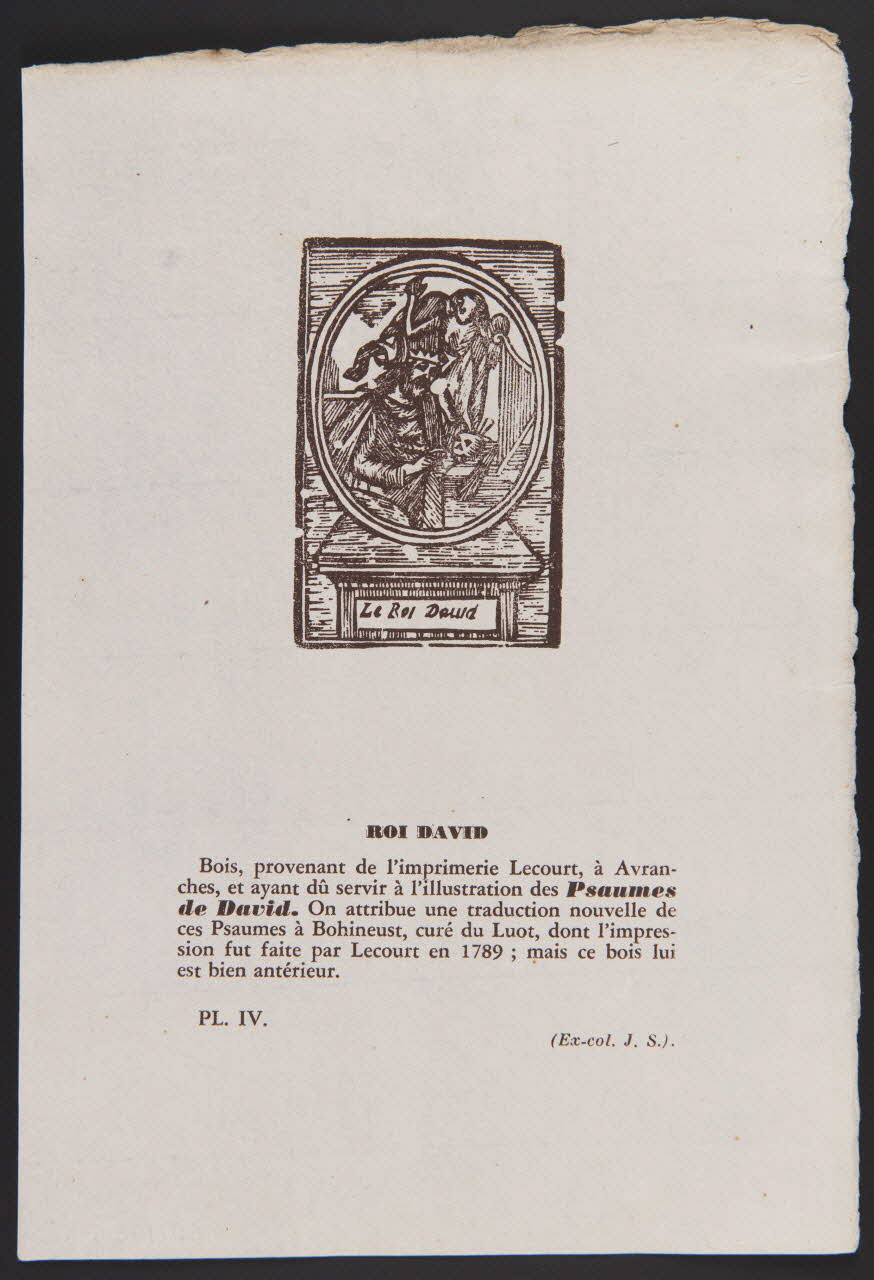 Le Roi Dauid
ROI DAVID
Bois, provenant de l'imprimerie Lecourt, à Avran-
ches, et ayant dû servir à l'illustration des Psaumes
de David. On attribue une traduction nouvelle de
ces Psaumes à Bohineust, curé du Luot, dont l'impres-
sion fut faite par Lecourt en 1789 ; mais ce bois lui
est bien antérieur.
PL. IV.
(Ex-col. J. S.).